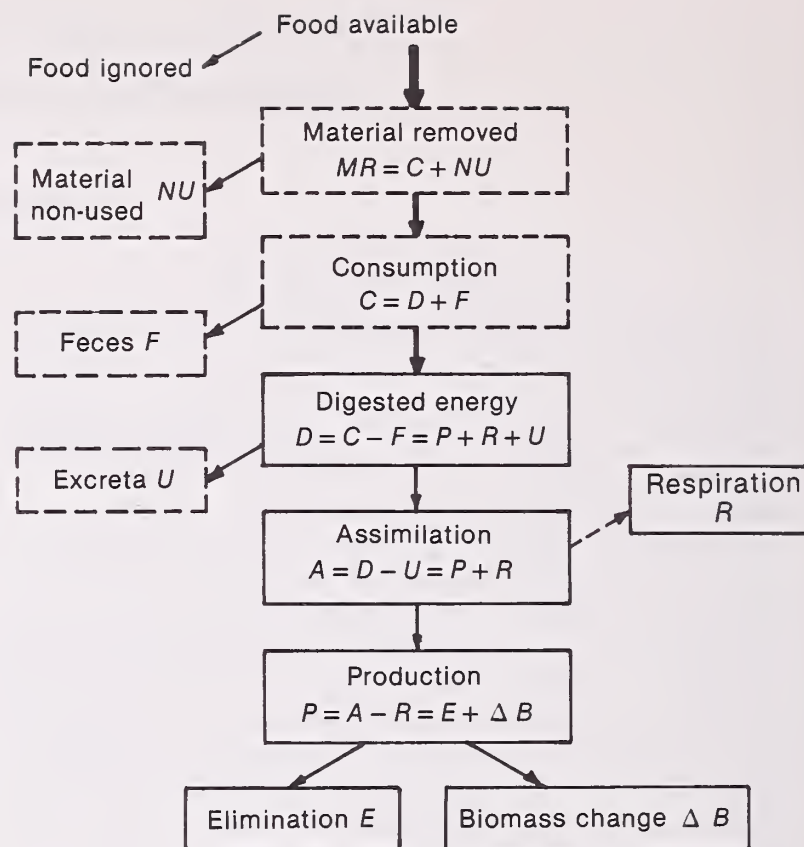 Food available
Food ignored
Material removed
MR = C + NU
Material NU
non-used
Consumption
C = D + F
Feces F
Digested energy
D = C – F = P + R + U
Excreta U
Respiration
R
Assimilation
A = D – U = P + R
Production
P = A – R = E + Δ B
Elimination E
Biomass change Δ B